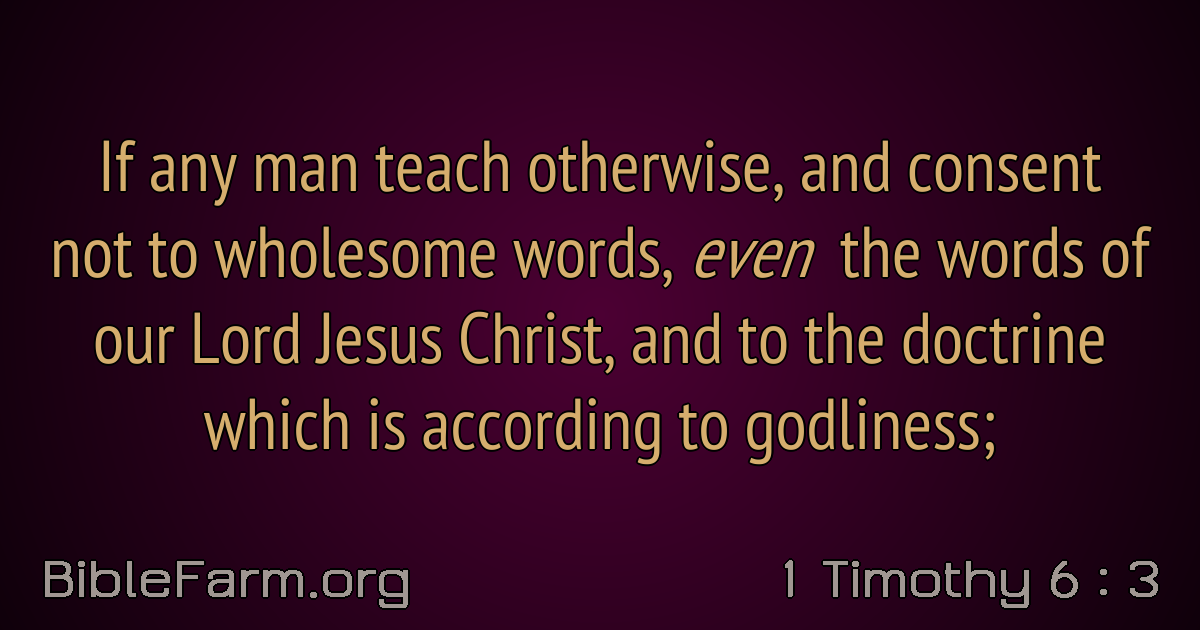 If any man teach otherwise, and consent
not to wholesome words, even the words of
our Lord Jesus Christ, and to the doctrine
which is according to godliness;
BibleFarm.org
1 Timothy 6 : 3